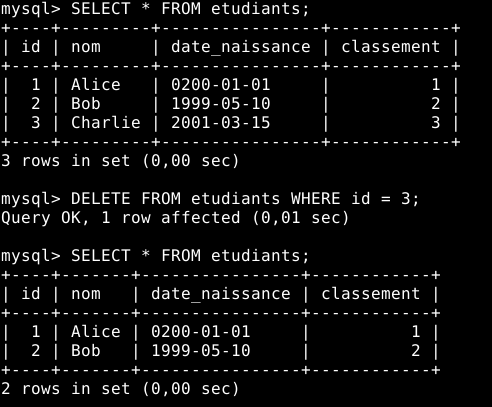 mysql> SELECT * FROM etudiants;
+----+---------+----------------+------------+
| id | nom     | date_naissance | classement |
+----+---------+----------------+------------+
|  1 | Alice   | 0200-01-01     |          1 |
|  2 | Bob     | 1999-05-10     |          2 |
|  3 | Charlie | 2001-03-15     |          3 |
+----+---------+----------------+------------+
3 rows in set (0,00 sec)

mysql> DELETE FROM etudiants WHERE id = 3;
Query OK, 1 row affected (0,01 sec)

mysql> SELECT * FROM etudiants;
+----+-------+----------------+------------+
| id | nom   | date_naissance | classement |
+----+-------+----------------+------------+
|  1 | Alice | 0200-01-01     |          1 |
|  2 | Bob   | 1999-05-10     |          2 |
+----+-------+----------------+------------+
2 rows in set (0,00 sec)